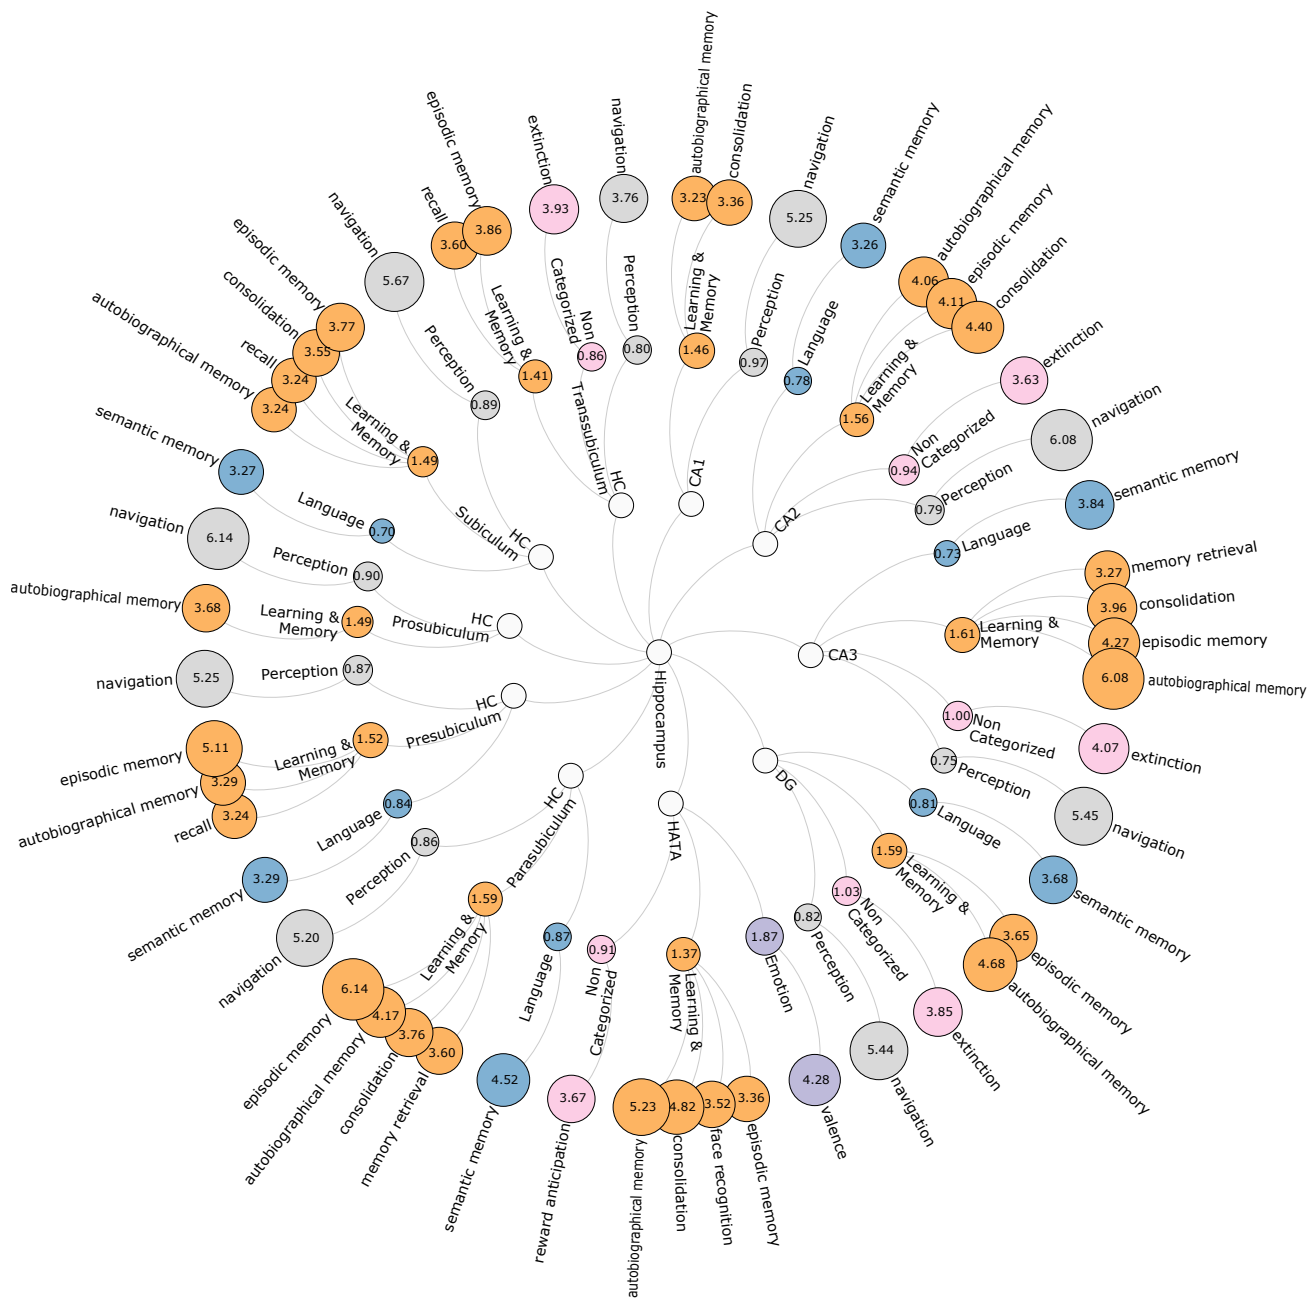 Hippocampus
CA1
Learning &
Memory
1.46
autobiographical memory
3.23
consolidation
3.36
Perception
0.97
navigation
5.25
CA2
Language
0.78
semantic memory
3.26
Learning &
Memory
1.56
autobiographical memory
4.06
episodic memory
4.11
consolidation
4.40
Non
Categorized
0.94
extinction
3.63
Perception
0.79
navigation
6.08
CA3
Language
0.73
semantic memory
3.84
Learning &
Memory
1.61
memory retrieval
3.27
consolidation
3.96
episodic memory
4.27
autobiographical memory
6.08
Non
Categorized
1.00
extinction
4.07
Perception
0.75
navigation
5.45
DG
Language
0.81
semantic memory
3.68
Learning &
Memory
1.59
episodic memory
3.65
autobiographical memory
4.68
Non
Categorized
1.03
extinction
3.85
Perception
0.82
navigation
5.44
HATA
Emotion
1.87
valence
4.28
Learning &
Memory
1.37
episodic memory
3.36
face recognition
3.52
consolidation
4.82
autobiographical memory
5.23
Non
Categorized
0.91
reward anticipation
3.67
HC
Parasubiculum
Language
0.87
semantic memory
4.52
Learning &
Memory
1.59
memory retrieval
3.60
consolidation
3.76
autobiographical memory
4.17
episodic memory
6.14
Perception
0.86
navigation
5.20
HC
Presubiculum
Language
0.84
semantic memory
3.29
Learning &
Memory
1.52
recall
3.24
autobiographical memory
3.29
episodic memory
5.11
Perception
0.87
navigation
5.25
HC
Prosubiculum
Learning &
Memory
1.49
autobiographical memory
3.68
Perception
0.90
navigation
6.14
HC
Subiculum
Language
0.70
semantic memory
3.27
Learning &
Memory
1.49
autobiographical memory
3.24
recall
3.24
consolidation
3.55
episodic memory
3.77
Perception
0.89
navigation
5.67
HC
Transsubiculum
Learning &
Memory
1.41
recall
3.60
episodic memory
3.86
Non
Categorized
0.86
extinction
3.93
Perception
0.80
navigation
3.76